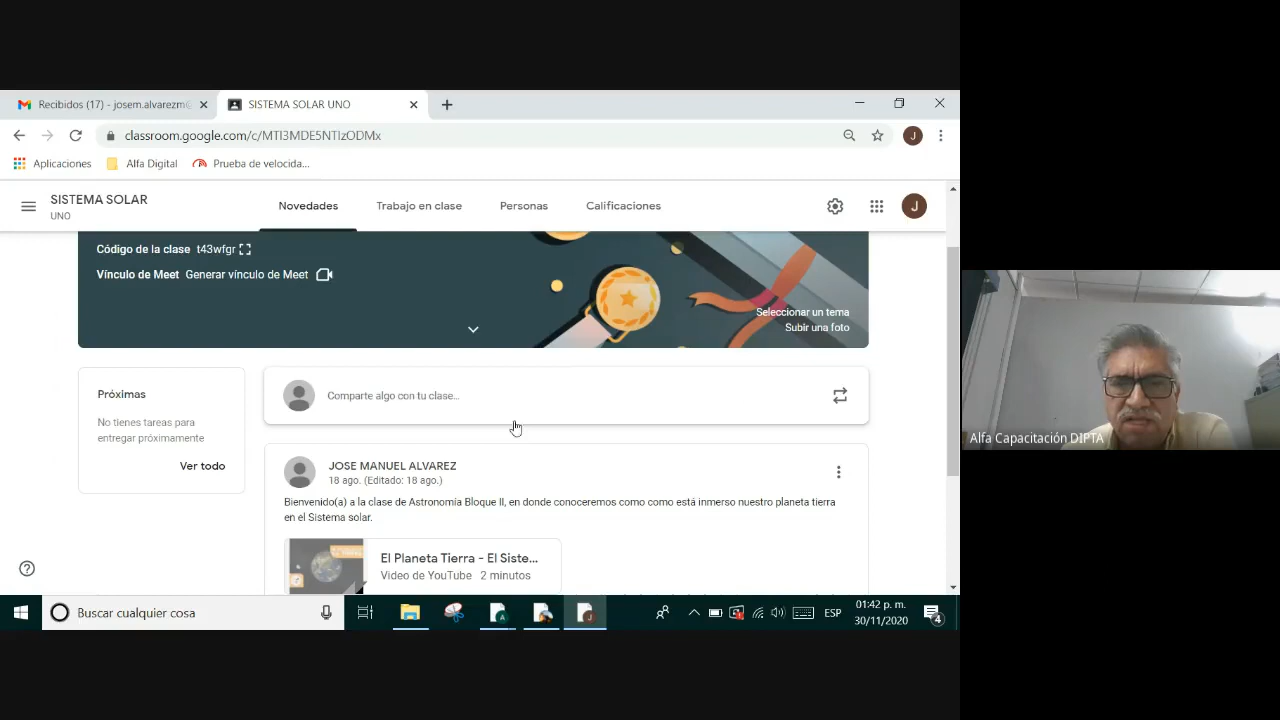 Recibidos (17) - josem.alvarezm
SISTEMA SOLAR UNO
classroom.google.com/c/MTI3MDE5NTIzODMx
J
Aplicaciones
Alfa Digital
Prueba de velocida...
SISTEMA SOLAR
UNO
Novedades
Trabajo en clase
Personas
Calificaciones
J
Código de la clase t43wfgr
Vínculo de Meet Generar vínculo de Meet
Seleccionar un tema
Subir una foto
Próximas
No tienes tareas para
entregar próximamente
Ver todo
Comparte algo con tu clase...
JOSE MANUEL ALVAREZ
18 ago. (Editado: 18 ago.)
Bienvenido(a) a la clase de Astronomía Bloque II, en donde conoceremos como como está inmerso nuestro planeta tierra
en el Sistema solar.
El Planeta Tierra - El Siste...
Video de YouTube 2 minutos
Alfa Capacitación DIPTA
Buscar cualquier cosa
ESP
01:42 p. m.
30/11/2020
4